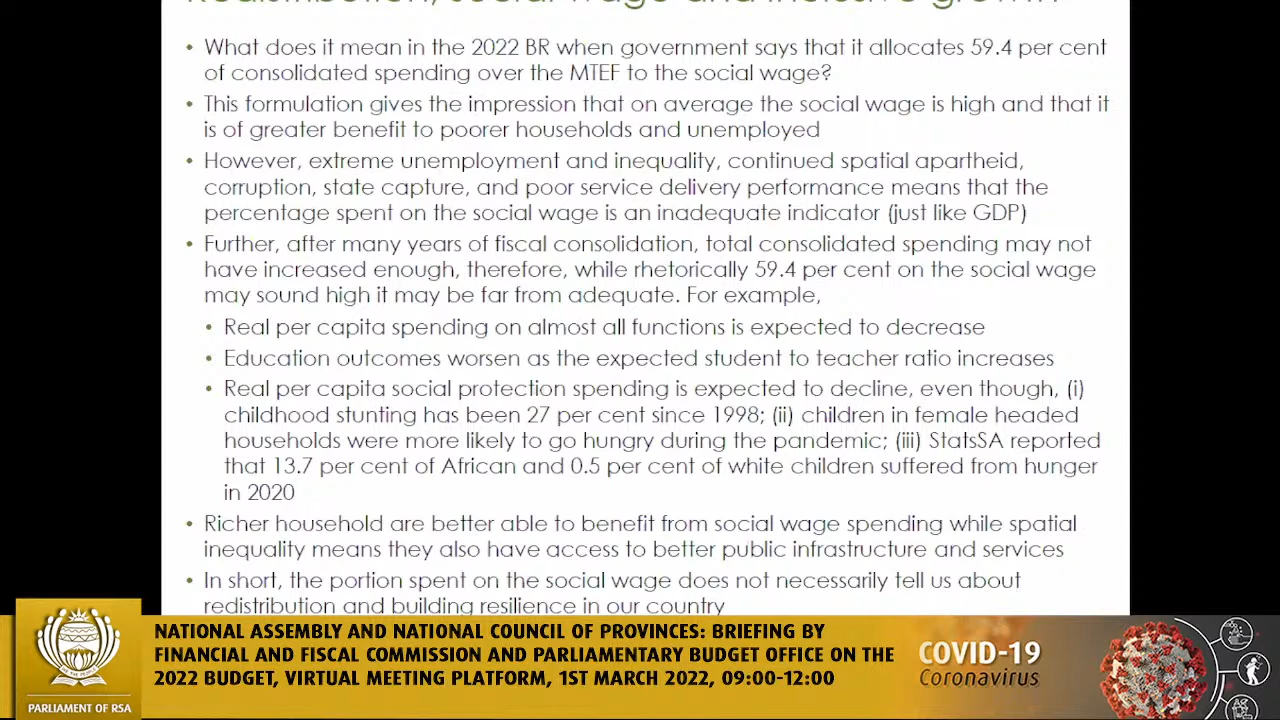 Redistribution, social wage and inclusive growth
• What does it mean in the 2022 BR when government says that it allocates 59.4 per cent
of consolidated spending over the MTEF to the social wage?
• This formulation gives the impression that on average the social wage is high and that it
is of greater benefit to poorer households and unemployed
• However, extreme unemployment and inequality, continued spatial apartheid,
corruption, state capture, and poor service delivery performance means that the
percentage spent on the social wage is an inadequate indicator (just like GDP)
• Further, after many years of fiscal consolidation, total consolidated spending may not
have increased enough, therefore, while rhetorically 59.4 per cent on the social wage
may sound high it may be far from adequate. For example,
• Real per capita spending on almost all functions is expected to decrease
• Education outcomes worsen as the expected student to teacher ratio increases
• Real per capita social protection spending is expected to decline, even though, (i)
childhood stunting has been 27 per cent since 1998; (ii) children in female headed
households were more likely to go hungry during the pandemic; (iii) StatsSA reported
that 13.7 per cent of African and 0.5 per cent of white children suffered from hunger
in 2020
• Richer household are better able to benefit from social wage spending while spatial
inequality means they also have access to better public infrastructure and services
• In short, the portion spent on the social wage does not necessarily tell us about
redistribution and building resilience in our country
NATIONAL ASSEMBLY AND NATIONAL COUNCIL OF PROVINCES: BRIEFING BY
FINANCIAL AND FISCAL COMMISSION AND PARLIAMENTARY BUDGET OFFICE ON THE
2022 BUDGET, VIRTUAL MEETING PLATFORM, 1ST MARCH 2022, 09:00-12:00
PARLIAMENT OF RSA
COVID-19
Coronavirus